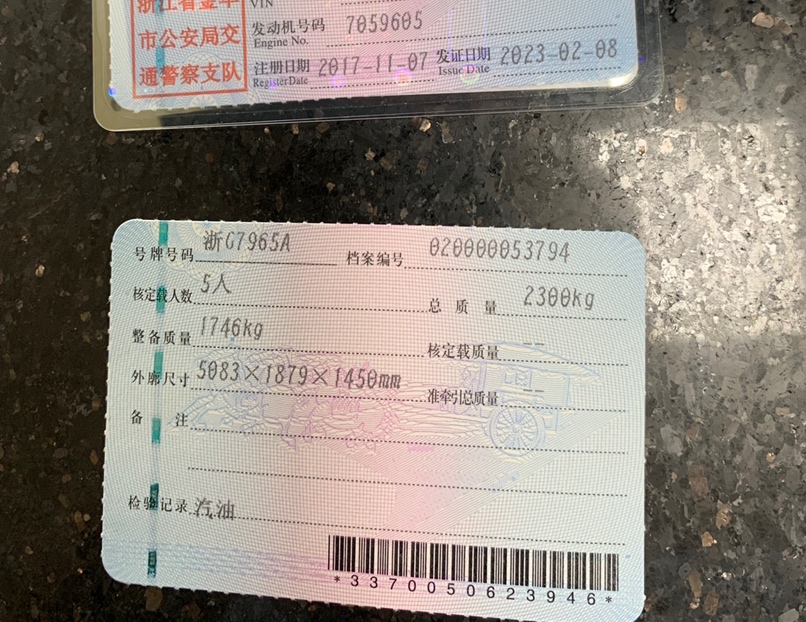 浙江省金华
VIN
市公安局交
发动机号码 7059605
Engine No.
通警察支队
注册日期 2017-11-07 发证日期 2023-02-08
Register Date Issue Date
号牌号码 浙G7965A 档案编号 020000053794
核定载人数 5人 总质量 2300kg
整备质量 1746kg 核定载质量 --
外廓尺寸 5083×1879×1450mm 准牵引总质量 --
备注
检验记录 汽油
*3370050623946*